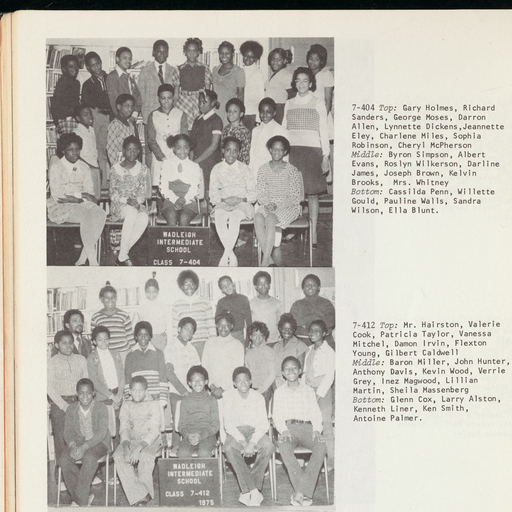 7-404 Top: Gary Holmes, Richard
Sanders, George Moses, Darron
Allen, Lynnette Dickens,Jeannette
Eley, Charlene Miles, Sophia
Robinson, Cheryl McPherson
Middle: Byron Simpson, Albert
Evans, Roslyn Wilkerson, Darline
James, Joseph Brown, Kelvin
Brooks, Mrs. Whitney
Bottom: Cassilda Penn, Willette
Gould, Pauline Walls, Sandra
Wilson, Ella Blunt.
WADLEIGH
INTERMEDIATE
SCHOOL
CLASS 7-404
7-412 Top: Mr. Hairston, Valerie
Cook, Patricia Taylor, Vanessa
Mitchel, Damon Irvin, Flexton
Young, Gilbert Caldwell
Middle: Baron Miller, John Hunter,
Anthony Davis, Kevin Wood, Verrie
Grey, Inez Magwood, Lillian
Martin, Sheila Massenberg
Bottom: Glenn Cox, Larry Alston,
Kenneth Liner, Ken Smith,
Antoine Palmer.
WADLEIGH
INTERMEDIATE
SCHOOL
CLASS 7-412
1975